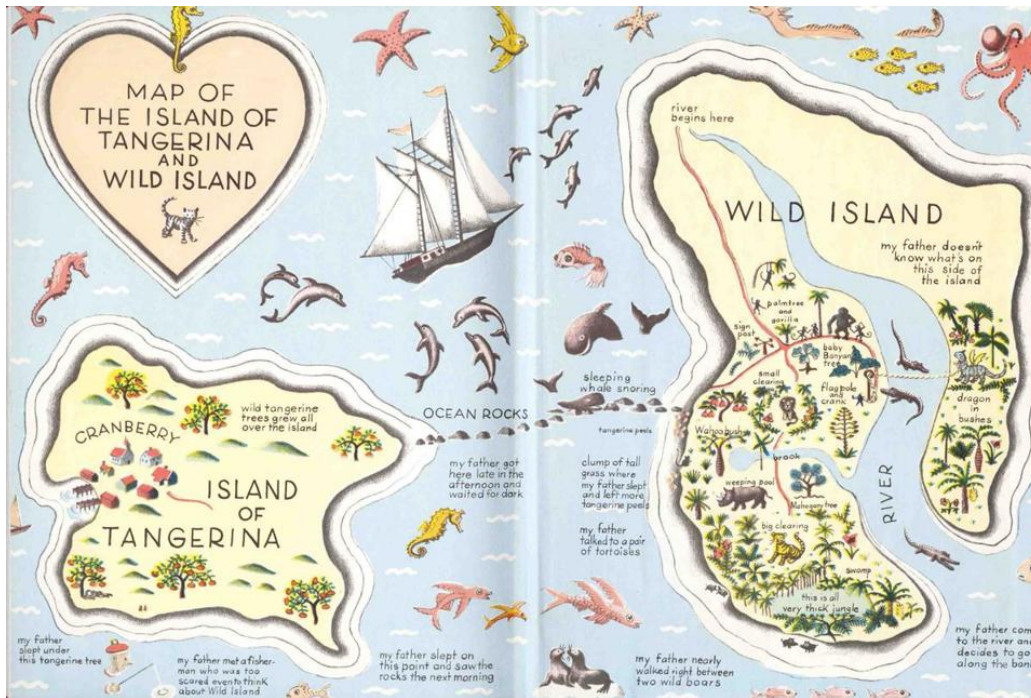 MAP OF
THE ISLAND OF
TANGERINA
AND
WILD ISLAND
river
begins here
WILD ISLAND
my father doesn't
know what's on
this side of
the island
palmtree
and
gorilla
sign
post
baby
Banyan
tree
small
clearing
flagpole
and
crank
dragon
in
bushes
sleeping
whale snoring
OCEAN ROCKS
tangerine peels
Wahoo bushes
brook
weeping pool
Mahogany tree
big clearing
swamp
this is all
very thick jungle
RIVER
wild tangerine
trees grew all
over the island
CRANBERRY
ISLAND
OF
TANGERINA
my father got
here late in the
afternoon and
waited for dark
clump of tall
grass where
my father slept
and left more
tangerine peels
my father
talked to a pair
of tortoises
my father
slept under
this tangerine tree
my father met a fisher-
man who was too
scared even to think
about Wild Island
my father slept on
this point and saw the
rocks the next morning
my father nearly
walked right between
two wild boars
my father com
to the river and
decides to go
along the ban